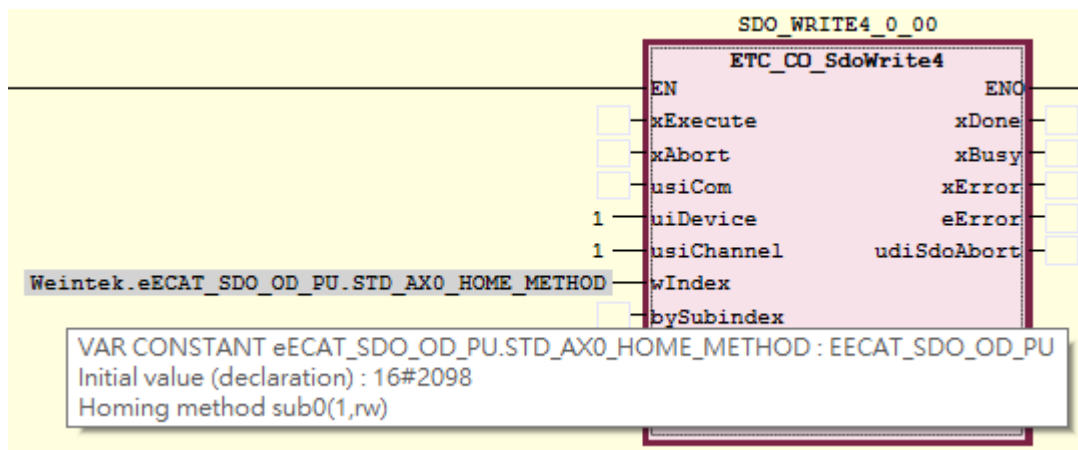 SDO_WRITE4_0_00
ETC_CO_SdoWrite4
EN ENO
xExecute xDone
xAbort xBusy
usiCom xError
1 uiDevice eError
1 usiChannel udiSdoAbort
Weintek.eECAT_SDO_OD_PU.STD_AX0_HOME_METHOD wIndex
bySubindex
VAR CONSTANT eECAT_SDO_OD_PU.STD_AX0_HOME_METHOD : EECAT_SDO_OD_PU
Initial value (declaration) : 16#2098
Homing method sub0(1,rw)